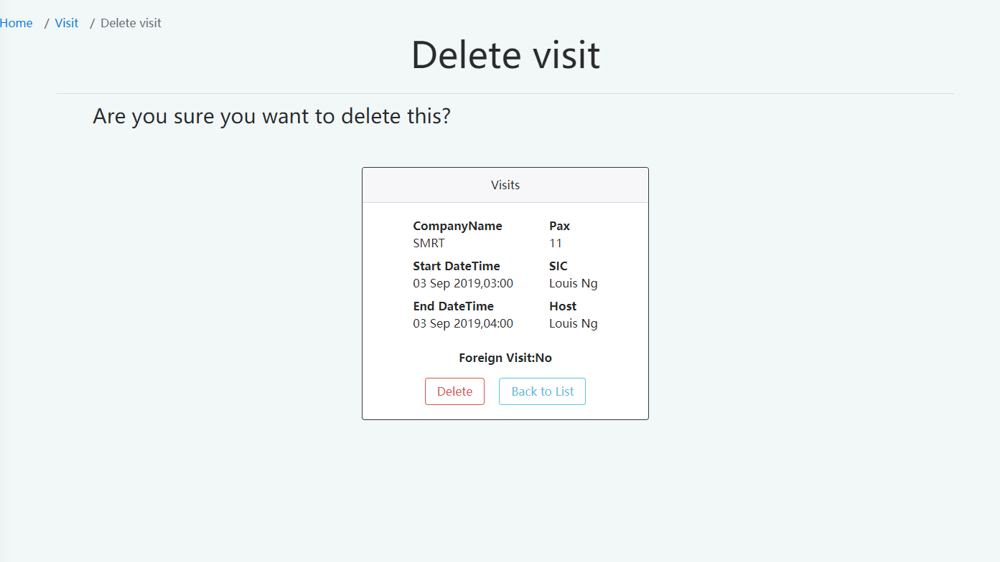 Home / Visit / Delete visit
Delete visit
Are you sure you want to delete this?
Visits
CompanyName Pax
SMRT 11
Start DateTime SIC
03 Sep 2019,03:00 Louis Ng
End DateTime Host
03 Sep 2019,04:00 Louis Ng
Foreign Visit:No
Delete Back to List